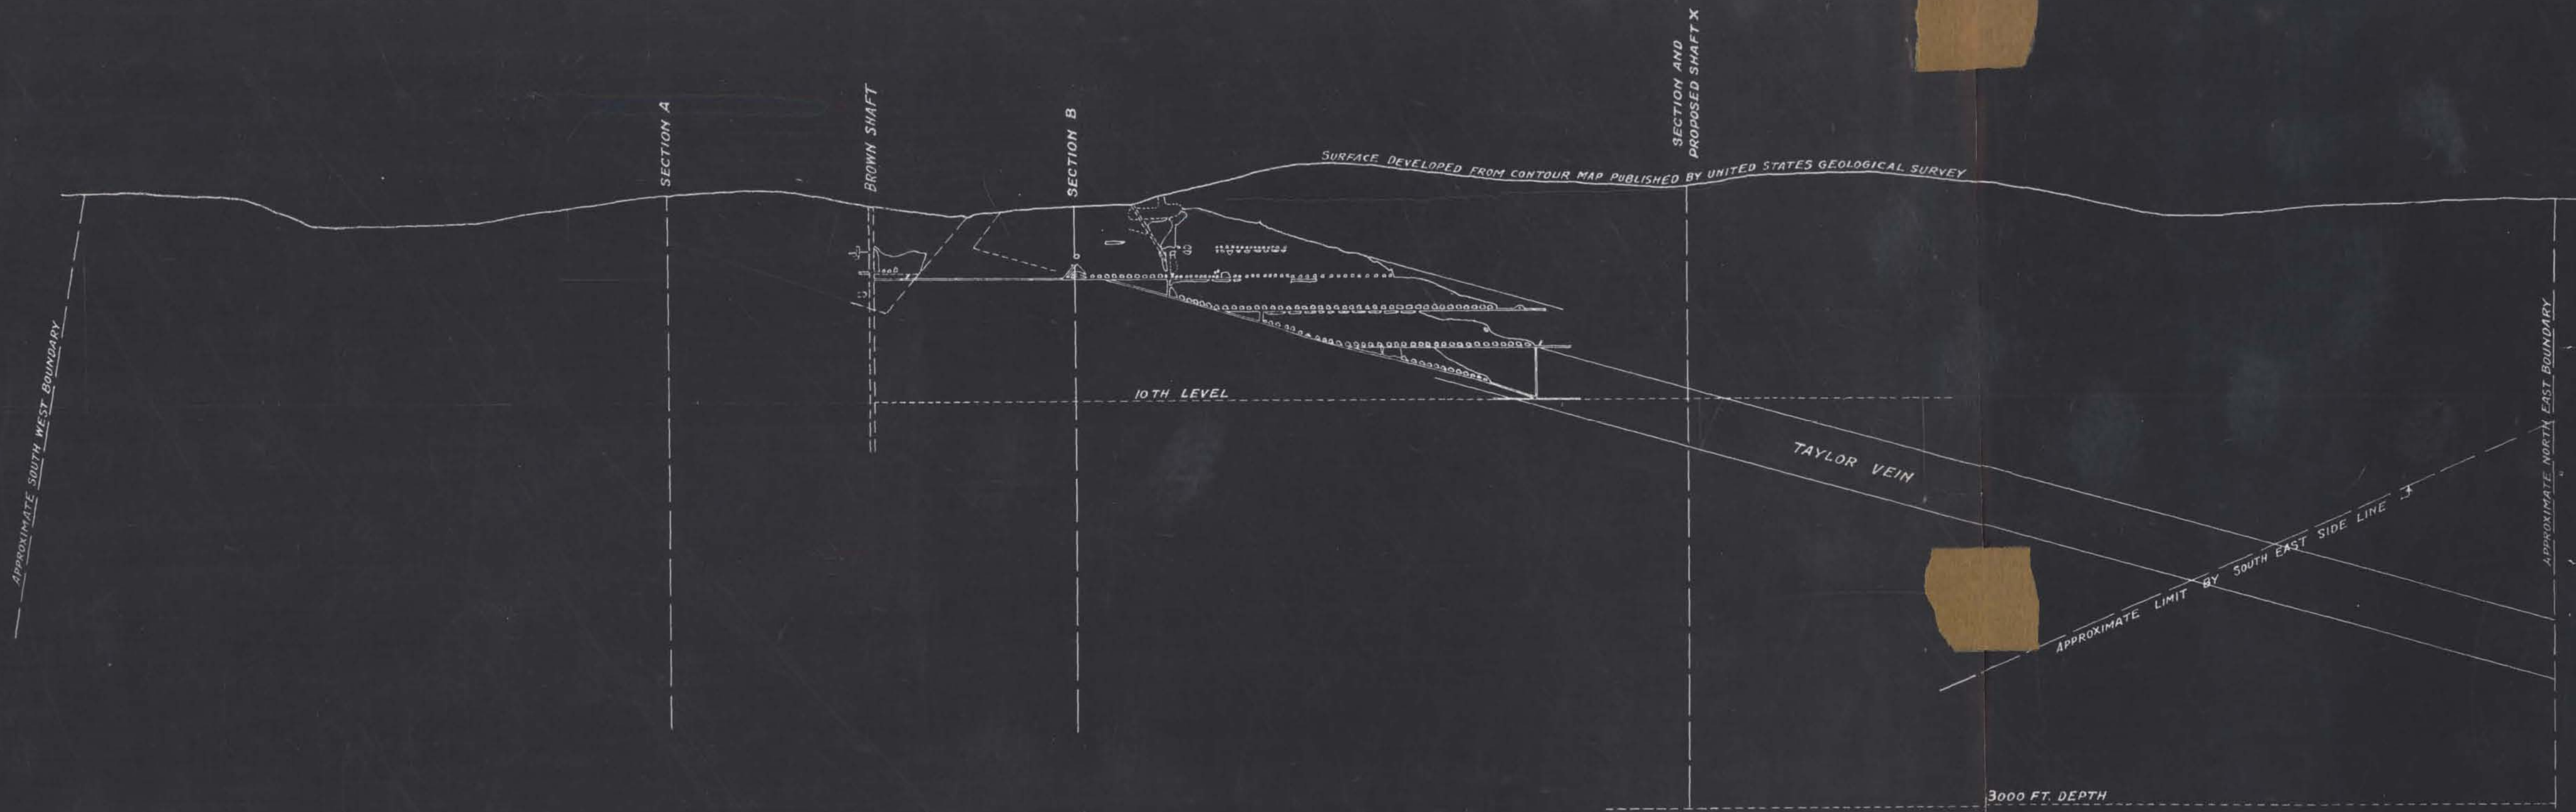 SECTION A
BROWN SHAFT
SECTION B
SECTION AND
PROPOSED SHAFT X
SURFACE DEVELOPED FROM CONTOUR MAP PUBLISHED BY UNITED STATES GEOLOGICAL SURVEY
APPROXIMATE SOUTH WEST BOUNDARY
10TH LEVEL
TAYLOR VEIN
APPROXIMATE LIMIT BY SOUTH EAST SIDE LINE
APPROXIMATE NORTH EAST BOUNDARY
3000 FT. DEPTH